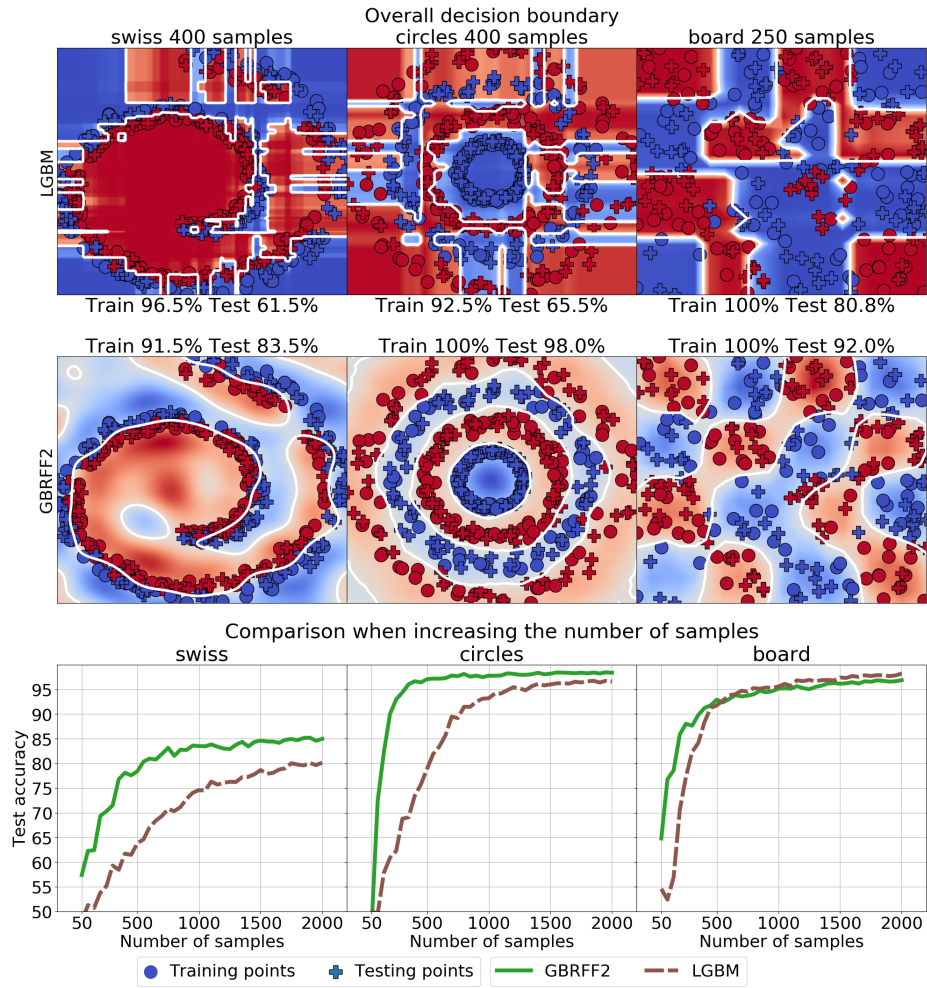 Overall decision boundary
swiss 400 samples circles 400 samples board 250 samples
LGBM
Train 96.5% Test 61.5% Train 92.5% Test 65.5% Train 100% Test 80.8%
Train 91.5% Test 83.5% Train 100% Test 98.0% Train 100% Test 92.0%
GBRFF2
Comparison when increasing the number of samples
swiss circles board
Test accuracy
95
90
85
80
75
70
65
60
55
50
50 500 1000 1500 2000 50 500 1000 1500 2000 50 500 1000 1500 2000
Number of samples Number of samples Number of samples
Training points Testing points GBRFF2 LGBM